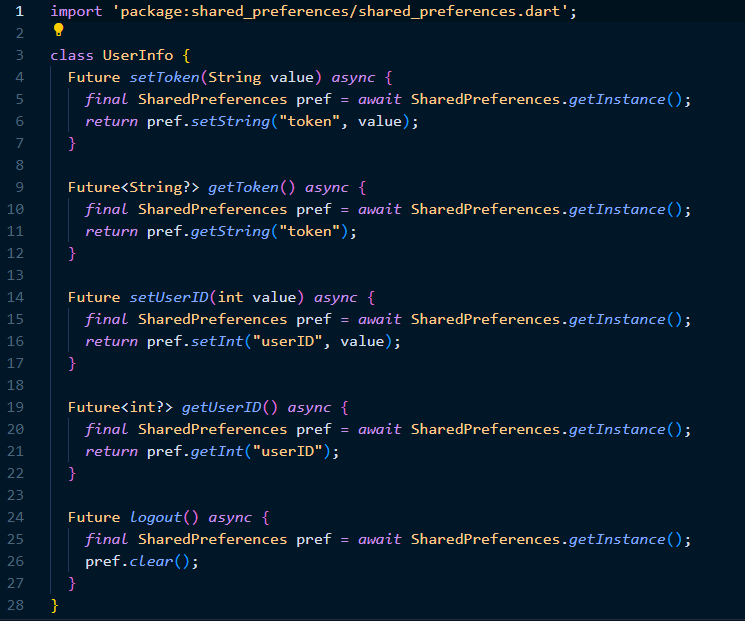 1 import 'package:shared_preferences/shared_preferences.dart';
2
3 class UserInfo {
4   Future setToken(String value) async {
5     final SharedPreferences pref = await SharedPreferences.getInstance();
6     return pref.setString("token", value);
7   }
8
9   Future<String?> getToken() async {
10     final SharedPreferences pref = await SharedPreferences.getInstance();
11     return pref.getString("token");
12   }
13
14   Future setUserID(int value) async {
15     final SharedPreferences pref = await SharedPreferences.getInstance();
16     return pref.setInt("userID", value);
17   }
18
19   Future<int?> getUserID() async {
20     final SharedPreferences pref = await SharedPreferences.getInstance();
21     return pref.getInt("userID");
22   }
23
24   Future logout() async {
25     final SharedPreferences pref = await SharedPreferences.getInstance();
26     pref.clear();
27   }
28 }